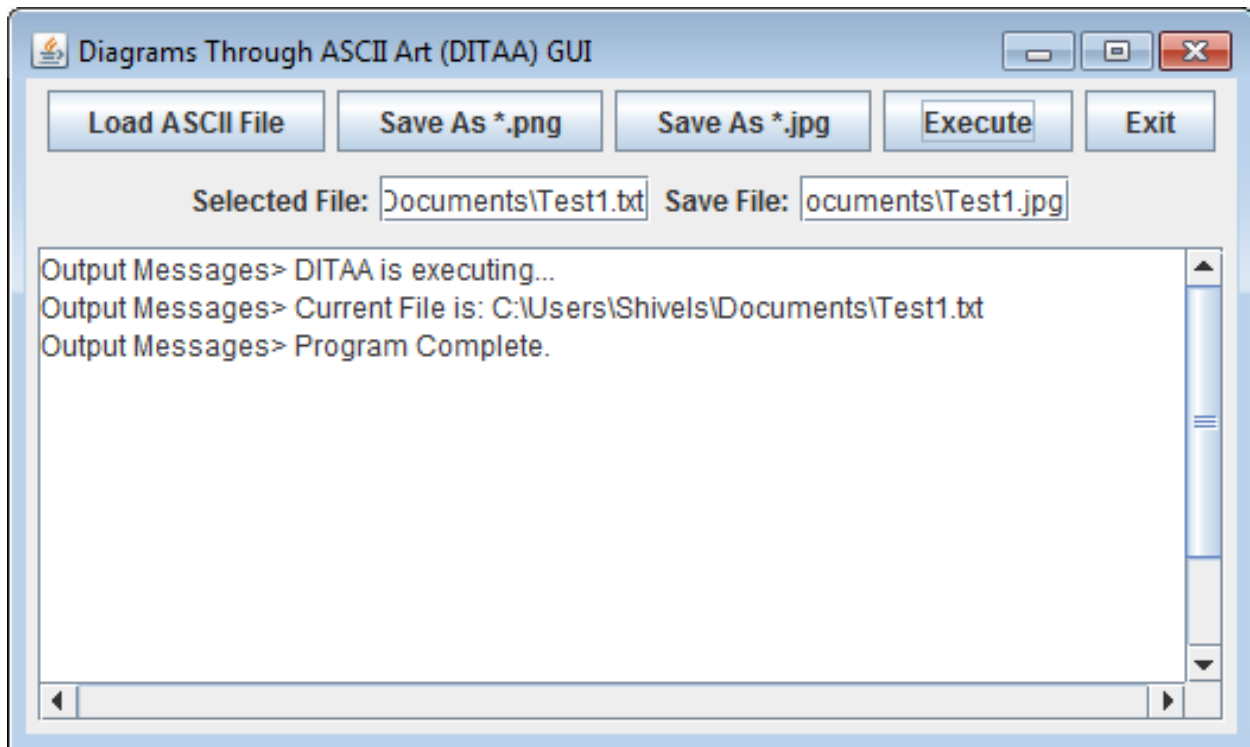 Diagrams Through ASCII Art (DITAA) GUI
Load ASCII File Save As *.png Save As *.jpg Execute Exit
Selected File: Documents\Test1.txt Save File: ocuments\Test1.jpg
Output Messages> DITAA is executing...
Output Messages> Current File is: C:\Users\Shivels\Documents\Test1.txt
Output Messages> Program Complete.